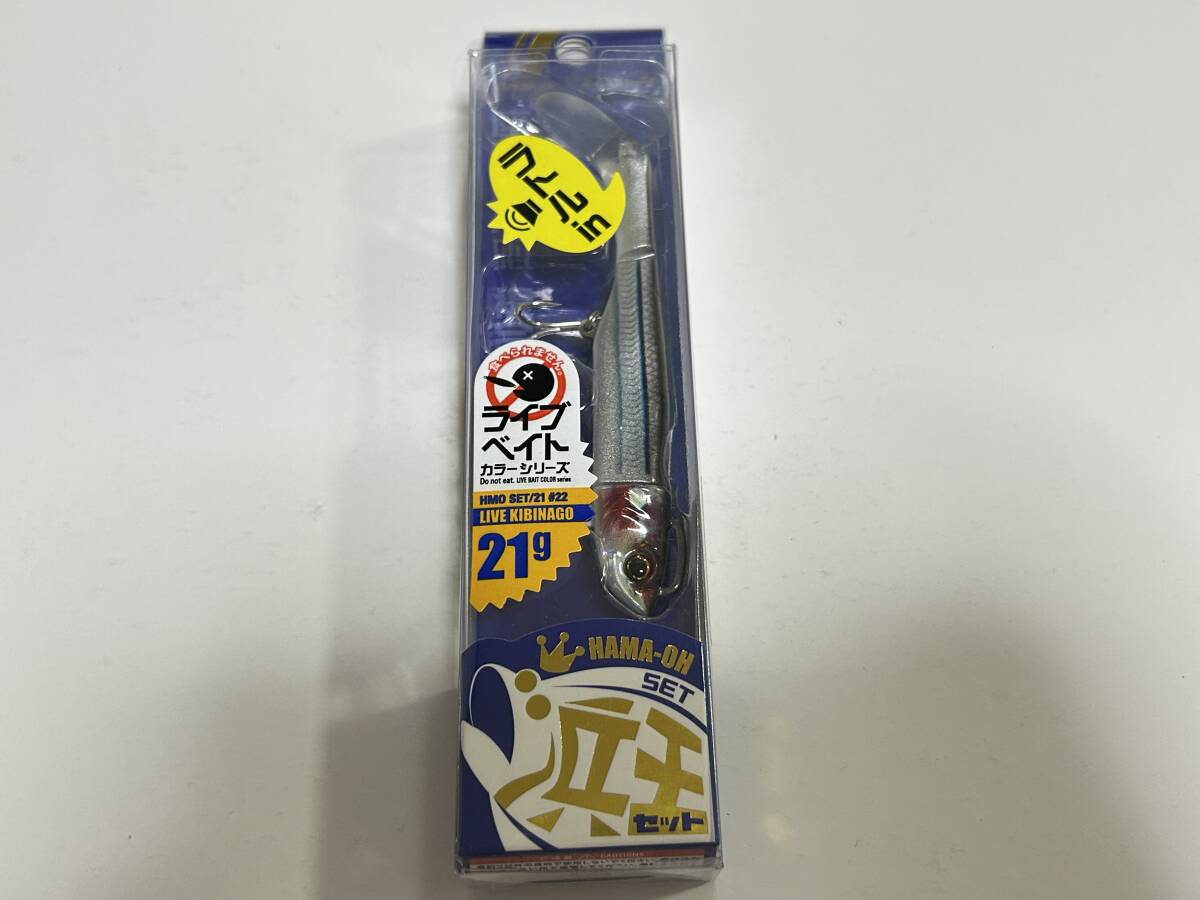 ラトル
in
食べられません。
ライブ
ベイト
カラーシリーズ
Do not eat. LIVE BAIT COLOR series
HMO SET/21 #22
LIVE KIBINAGO
21g
HAMA-OH
SET
浜王
セット
CAUTIONS